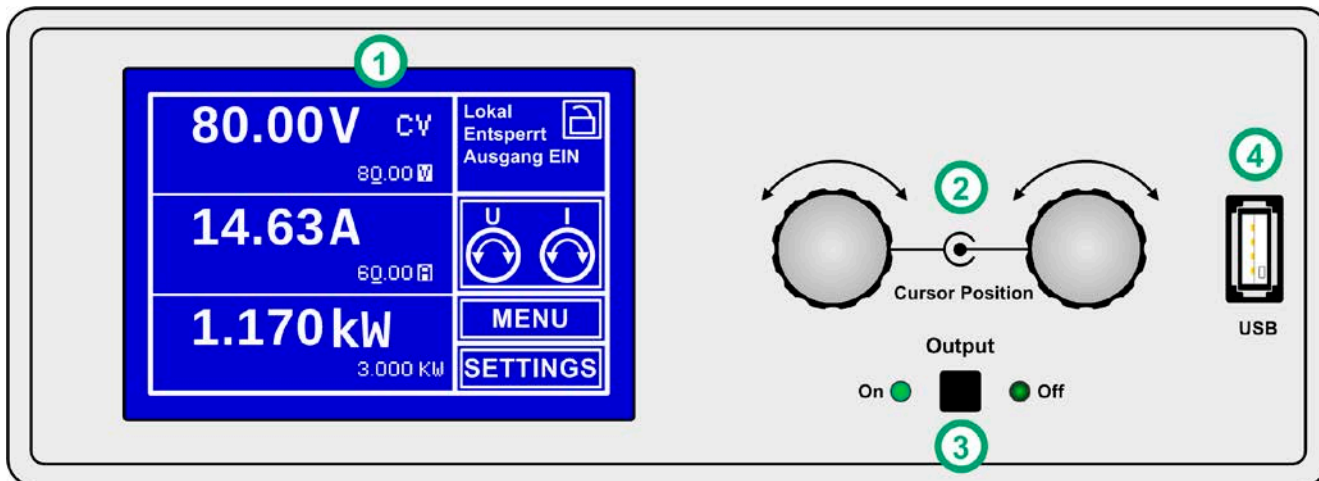 1
80.00V CV
80.00 V
14.63A
60.00 A
1.170kW
3.000 KW
Lokal
Entsperrt
Ausgang EIN
U I
MENU
SETTINGS
2
Cursor Position
Output
On Off
3
4
USB